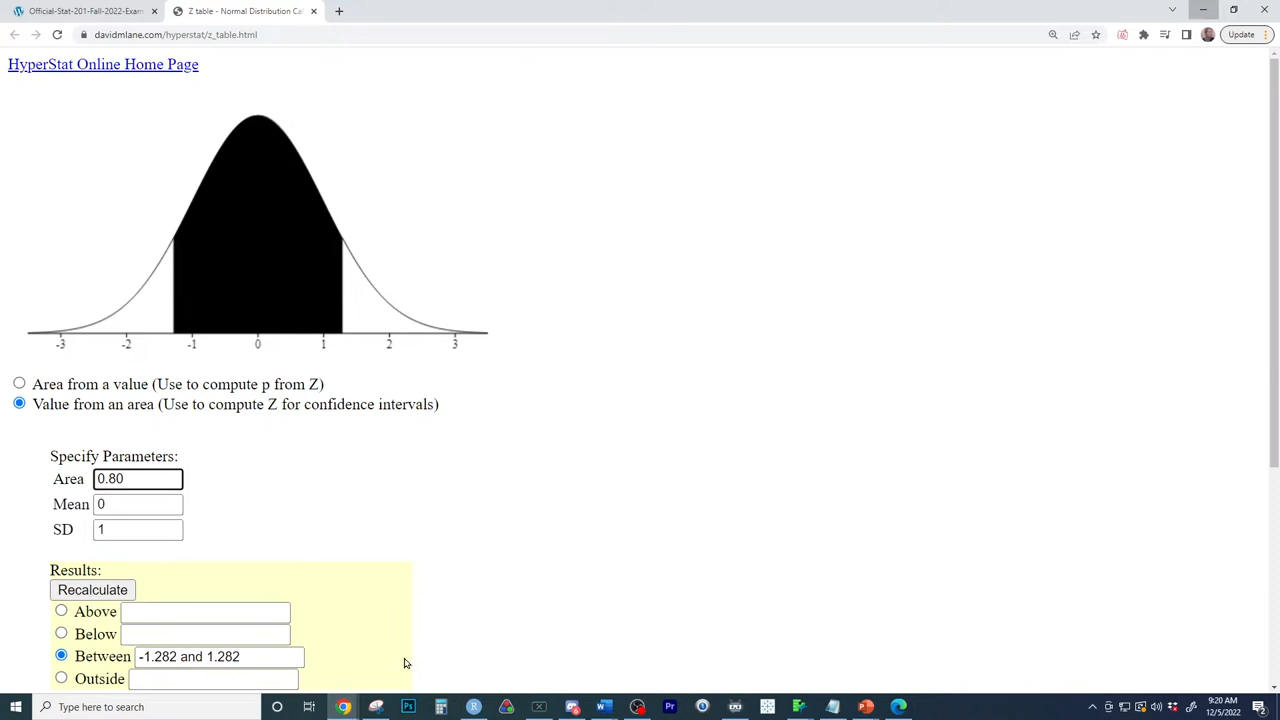 Official-Stat-201-Fall-2022-Exam
Z table - Normal Distribution Ca
davidmlane.com/hyperstat/z_table.html
Update
HyperStat Online Home Page
-3 -2 -1 0 1 2 3
Area from a value (Use to compute p from Z)
Value from an area (Use to compute Z for confidence intervals)
Specify Parameters:
Area 0.80
Mean 0
SD 1
Results:
Recalculate
Above
Below
Between -1.282 and 1.282
Outside
Type here to search
9:20 AM
12/5/2022